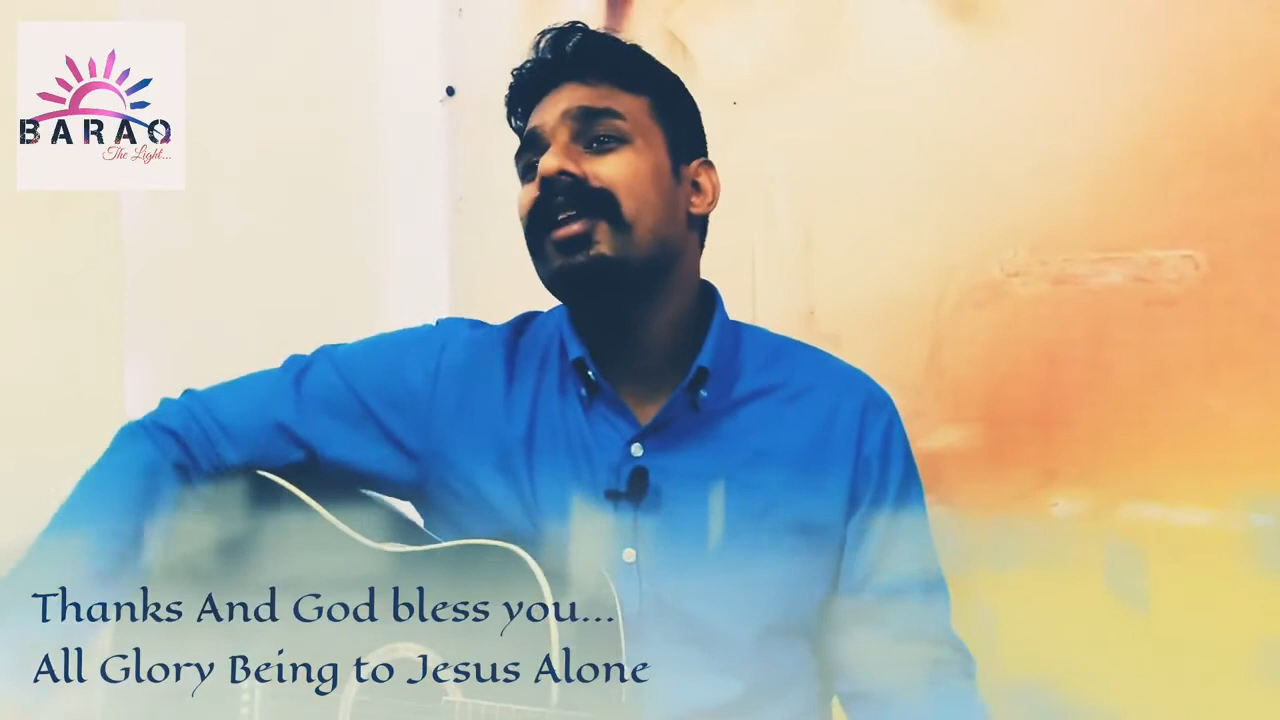 BARAQ
The Light...
Thanks And God bless you...
All Glory Being to Jesus Alone